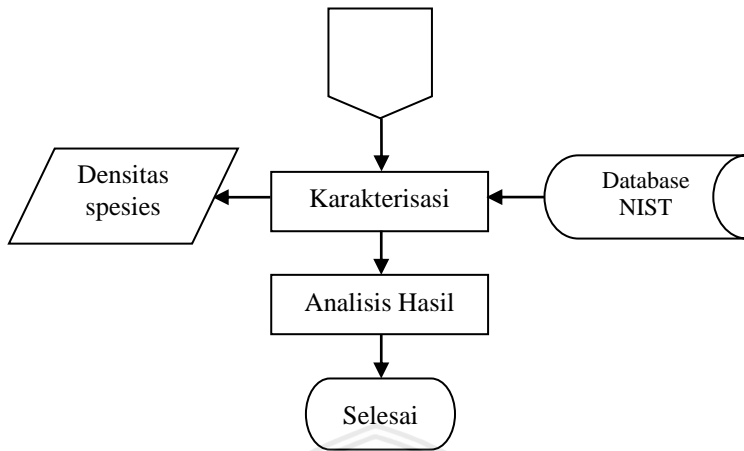 Densitas
spesies
Karakterisasi
Database
NIST
Analisis Hasil
Selesai